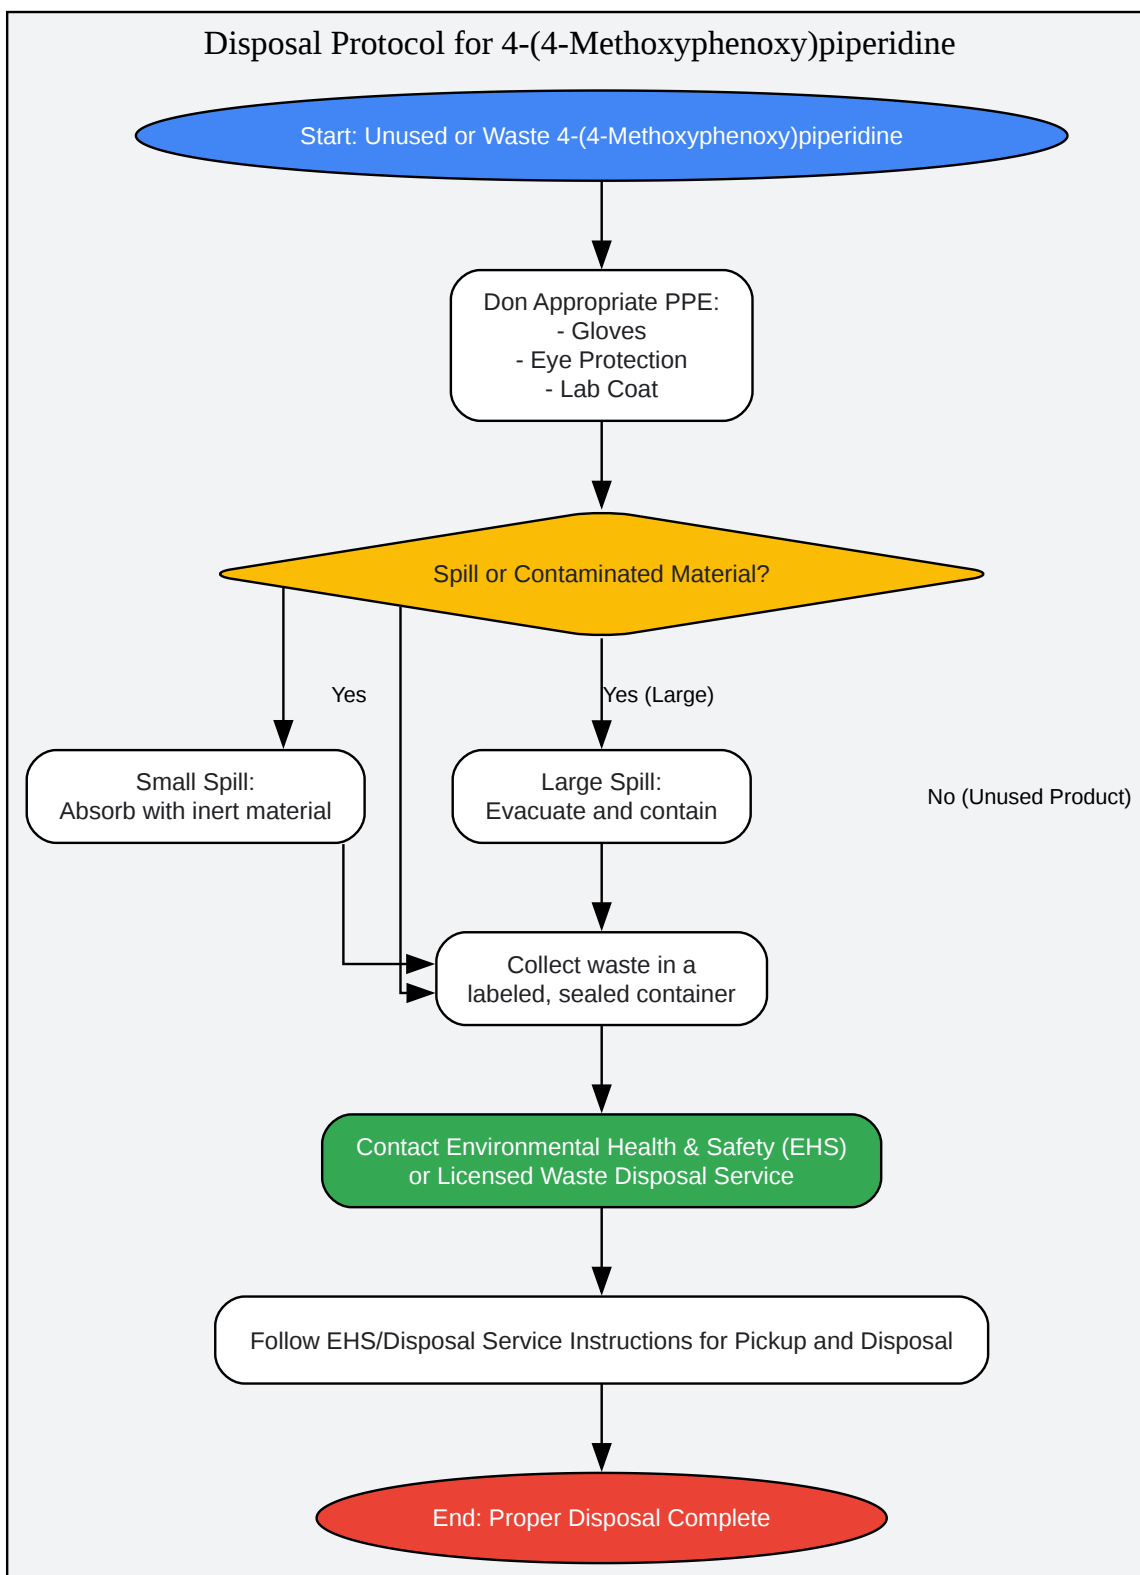 Disposal Protocol for 4-(4-Methoxyphenoxy)piperidine
Start: Unused or Waste 4-(4-Methoxyphenoxy)piperidine
Don Appropriate PPE:
- Gloves
- Eye Protection
- Lab Coat
Spill or Contaminated Material?
Yes
Yes (Large)
Small Spill:
Absorb with inert material
Large Spill:
Evacuate and contain
No (Unused Product)
Collect waste in a
labeled, sealed container
Contact Environmental Health & Safety (EHS)
or Licensed Waste Disposal Service
Follow EHS/Disposal Service Instructions for Pickup and Disposal
End: Proper Disposal Complete